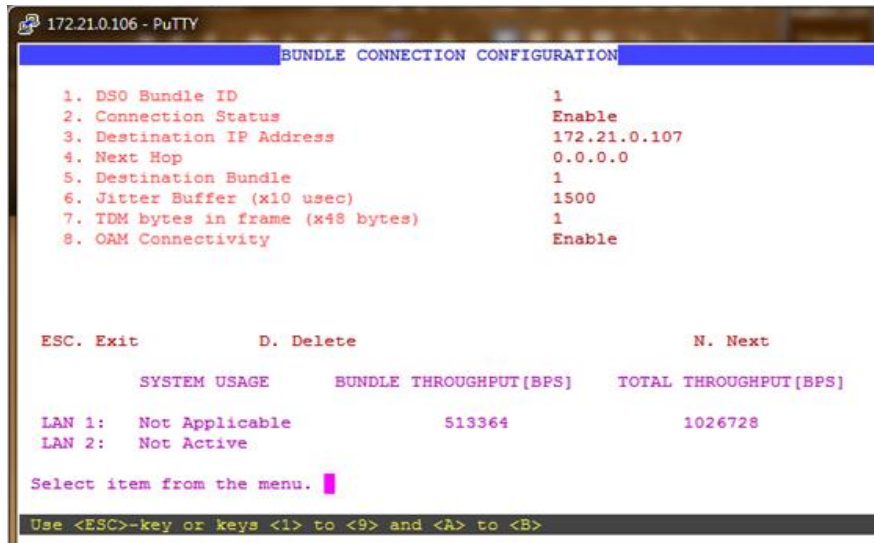 172.21.0.106 - PuTTY
BUNDLE CONNECTION CONFIGURATION
1. DS0 Bundle ID 1
2. Connection Status Enable
3. Destination IP Address 172.21.0.107
4. Next Hop 0.0.0.0
5. Destination Bundle 1
6. Jitter Buffer (x10 usec) 1500
7. TDM bytes in frame (x48 bytes) 1
8. OAM Connectivity Enable
ESC. Exit D. Delete N. Next
SYSTEM USAGE BUNDLE THROUGHPUT[BPS] TOTAL THROUGHPUT[BPS]
LAN 1: Not Applicable 513364 1026728
LAN 2: Not Active
Select item from the menu.
Use <ESC>-key or keys <1> to <9> and <A> to <B>